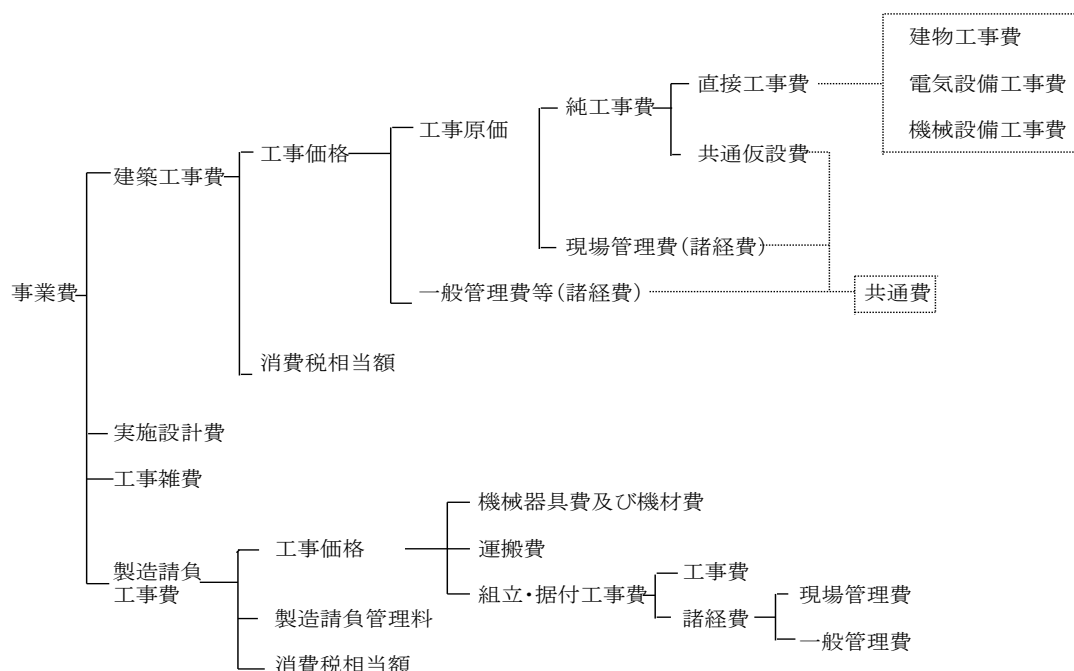 建物工事費
直接工事費
電気設備工事費
純工事費
工事原価
機械設備工事費
工事価格
共通仮設費
建築工事費
現場管理費(諸経費)
事業費
一般管理費等(諸経費)
共通費
消費税相当額
実施設計費
工事雑費
機械器具費及び機材費
製造請負
工事費
工事価格
運搬費
工事費
組立・据付工事費
現場管理費
製造請負管理料
諸経費
一般管理費
消費税相当額